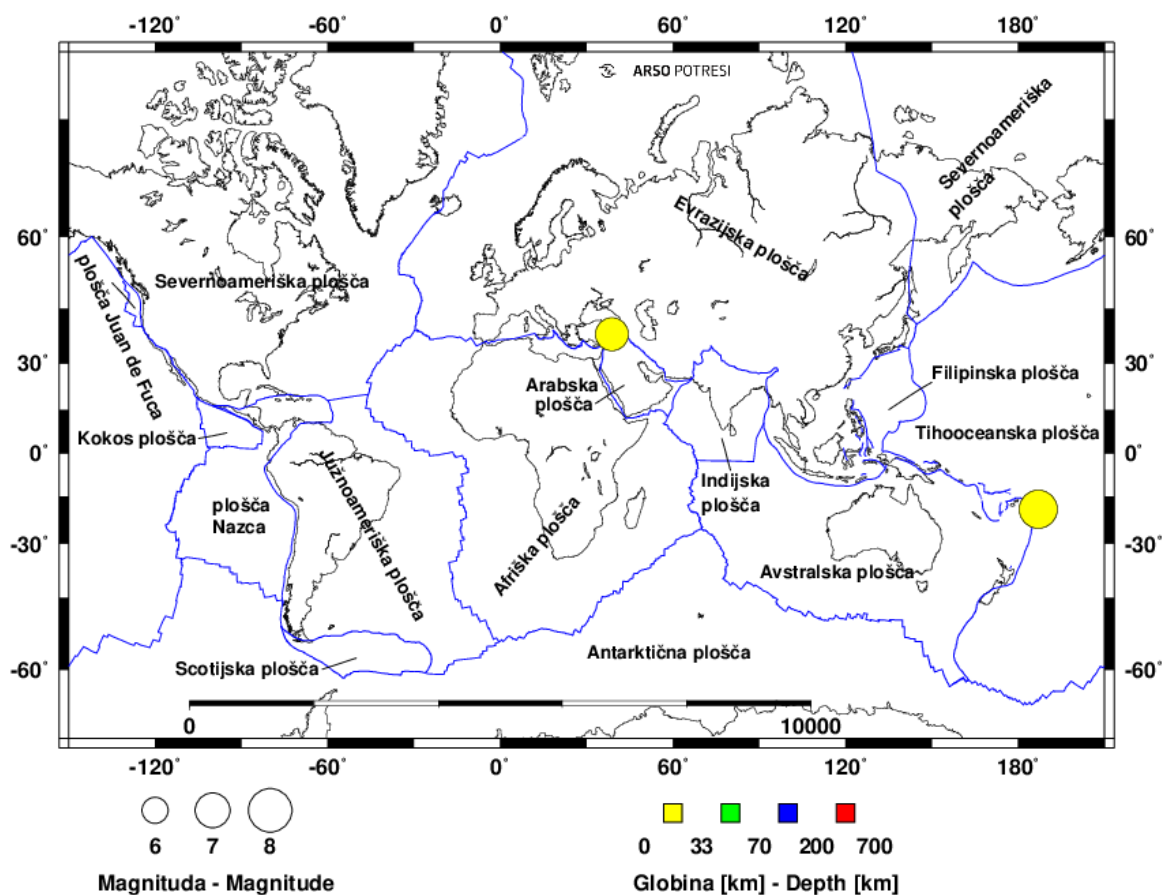 -120° -60° 0° 60° 120° 180°
ARSO POTRESI
Severnoameriška
plošča
Evrazijska plošča
60° 60°
Severnoameriška plošča
plošča Juan de Fuca
30° 30°
Arabska
plošča
Filipinska plošča
Kokos plošča
Tihooceanska plošča
0° 0°
Južnoameriška plošča
Indijska
plošča
plošča
Nazca
Afriška plošča
-30° -30°
Avstralska plošča
Antarktična plošča
Scotijska plošča
-60° -60°
0 10000
-120° -60° 0° 60° 120° 180°
6 7 8
0 33 70 200 700
Magnituda - Magnitude
Globina [km] - Depth [km]